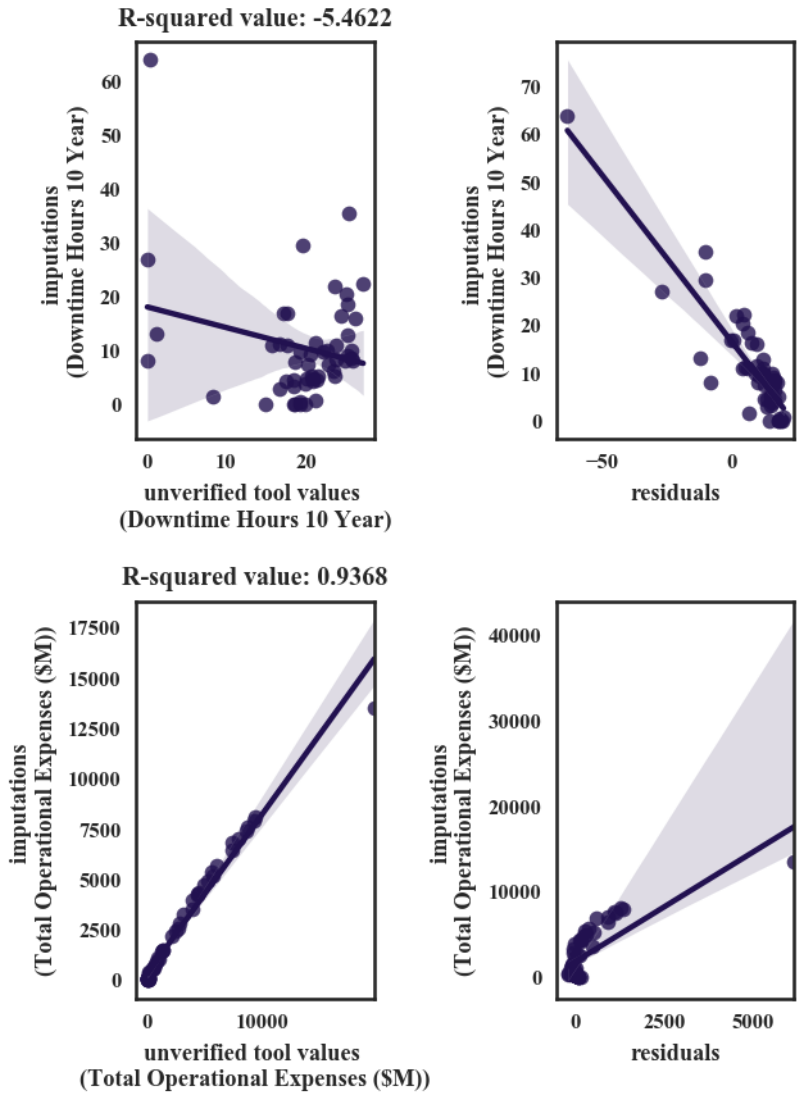 R-squared value: -5.4622
imputations
(Downtime Hours 10 Year)
60
50
40
30
20
10
0
0 10 20
unverified tool values
(Downtime Hours 10 Year)
imputations
(Downtime Hours 10 Year)
70
60
50
40
30
20
10
0
−50 0
residuals
R-squared value: 0.9368
imputations
(Total Operational Expenses ($M))
17500
15000
12500
10000
7500
5000
2500
0
0 10000
unverified tool values
(Total Operational Expenses ($M))
imputations
(Total Operational Expenses ($M))
40000
30000
20000
10000
0
0 2500 5000
residuals